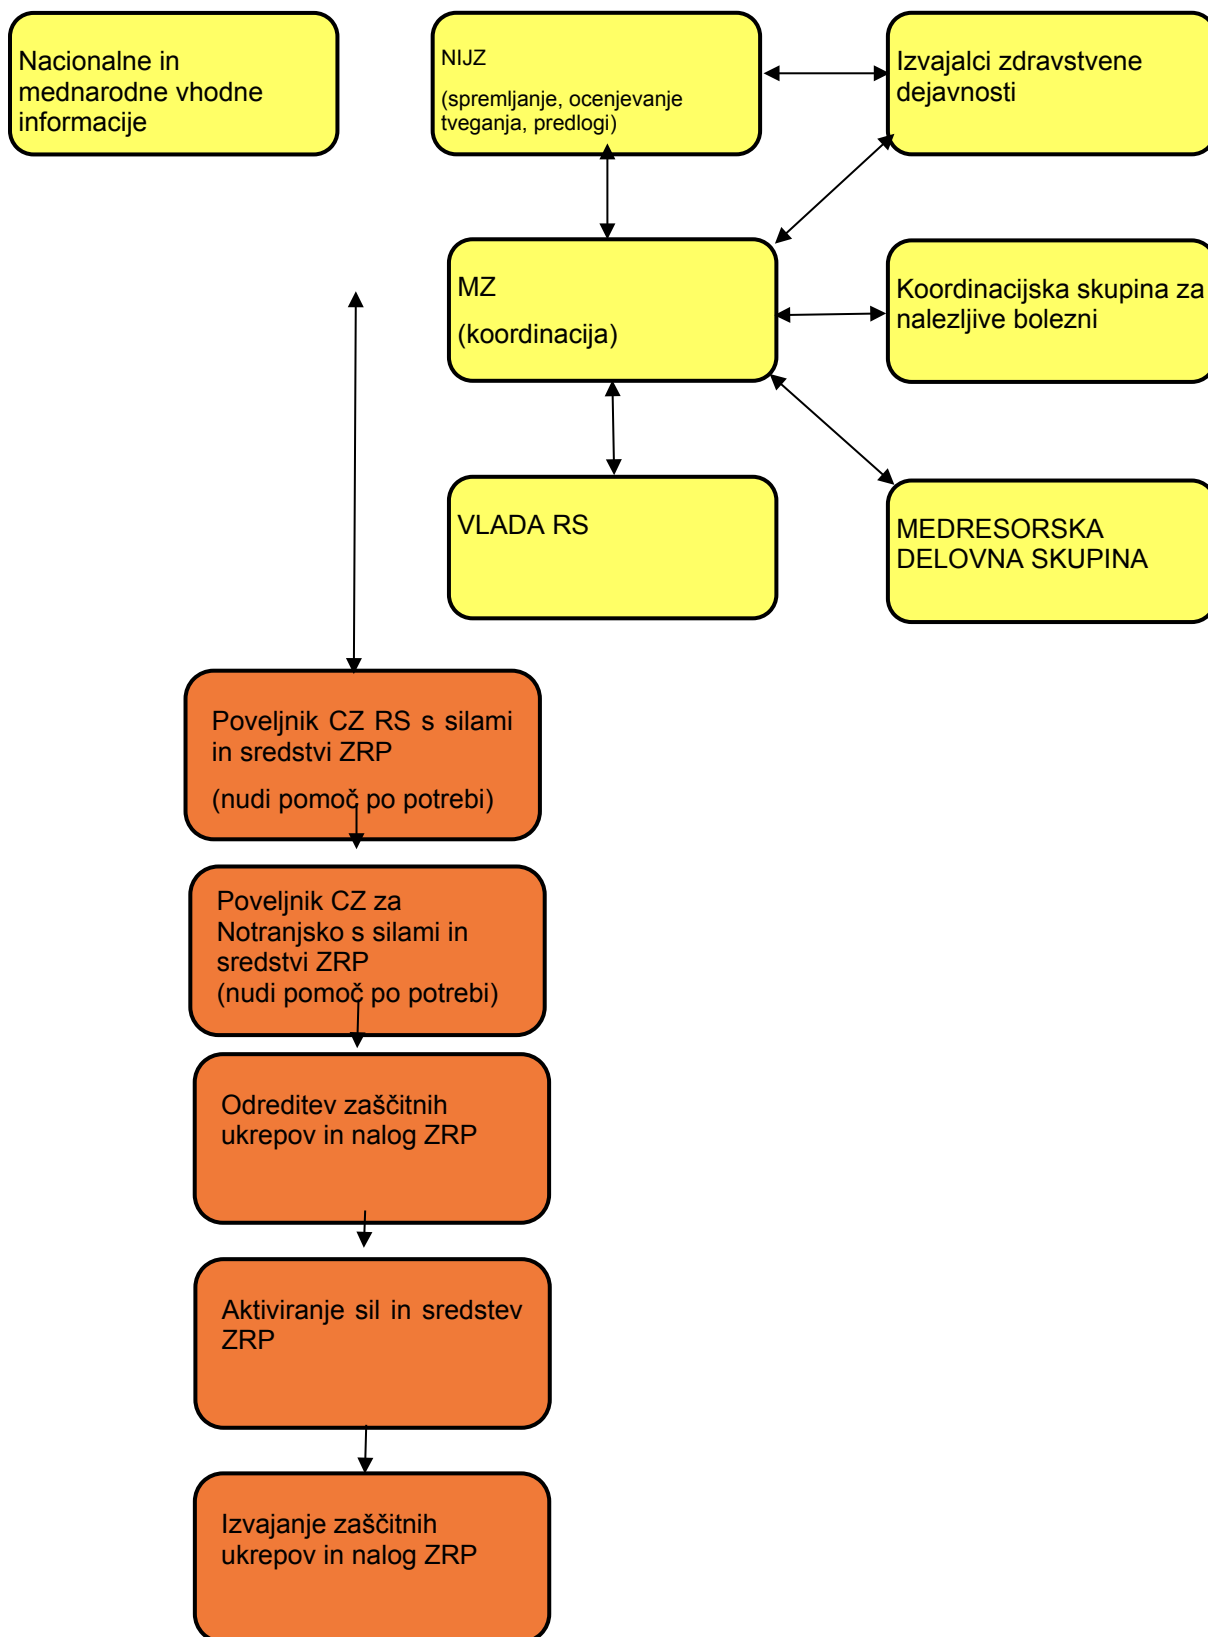 Nacionalne in
mednarodne vhodne
informacije
NIJZ
(spremljanje, ocenjevanje
tveganja, predlogi)
Izvajalci zdravstvene
dejavnosti
MZ
(koordinacija)
Koordinacijska skupina za
nalezljive bolezni
VLADA RS
MEDRESORSKA
DELOVNA SKUPINA
Poveljnik CZ RS s silami
in sredstvi ZRP
(nudi pomoč po potrebi)
Poveljnik CZ za
Notranjsko s silami in
sredstvi ZRP
(nudi pomoč po potrebi)
Odreditev zaščitnih
ukrepov in nalog ZRP
Aktiviranje sil in sredstev
ZRP
Izvajanje zaščitnih
ukrepov in nalog ZRP